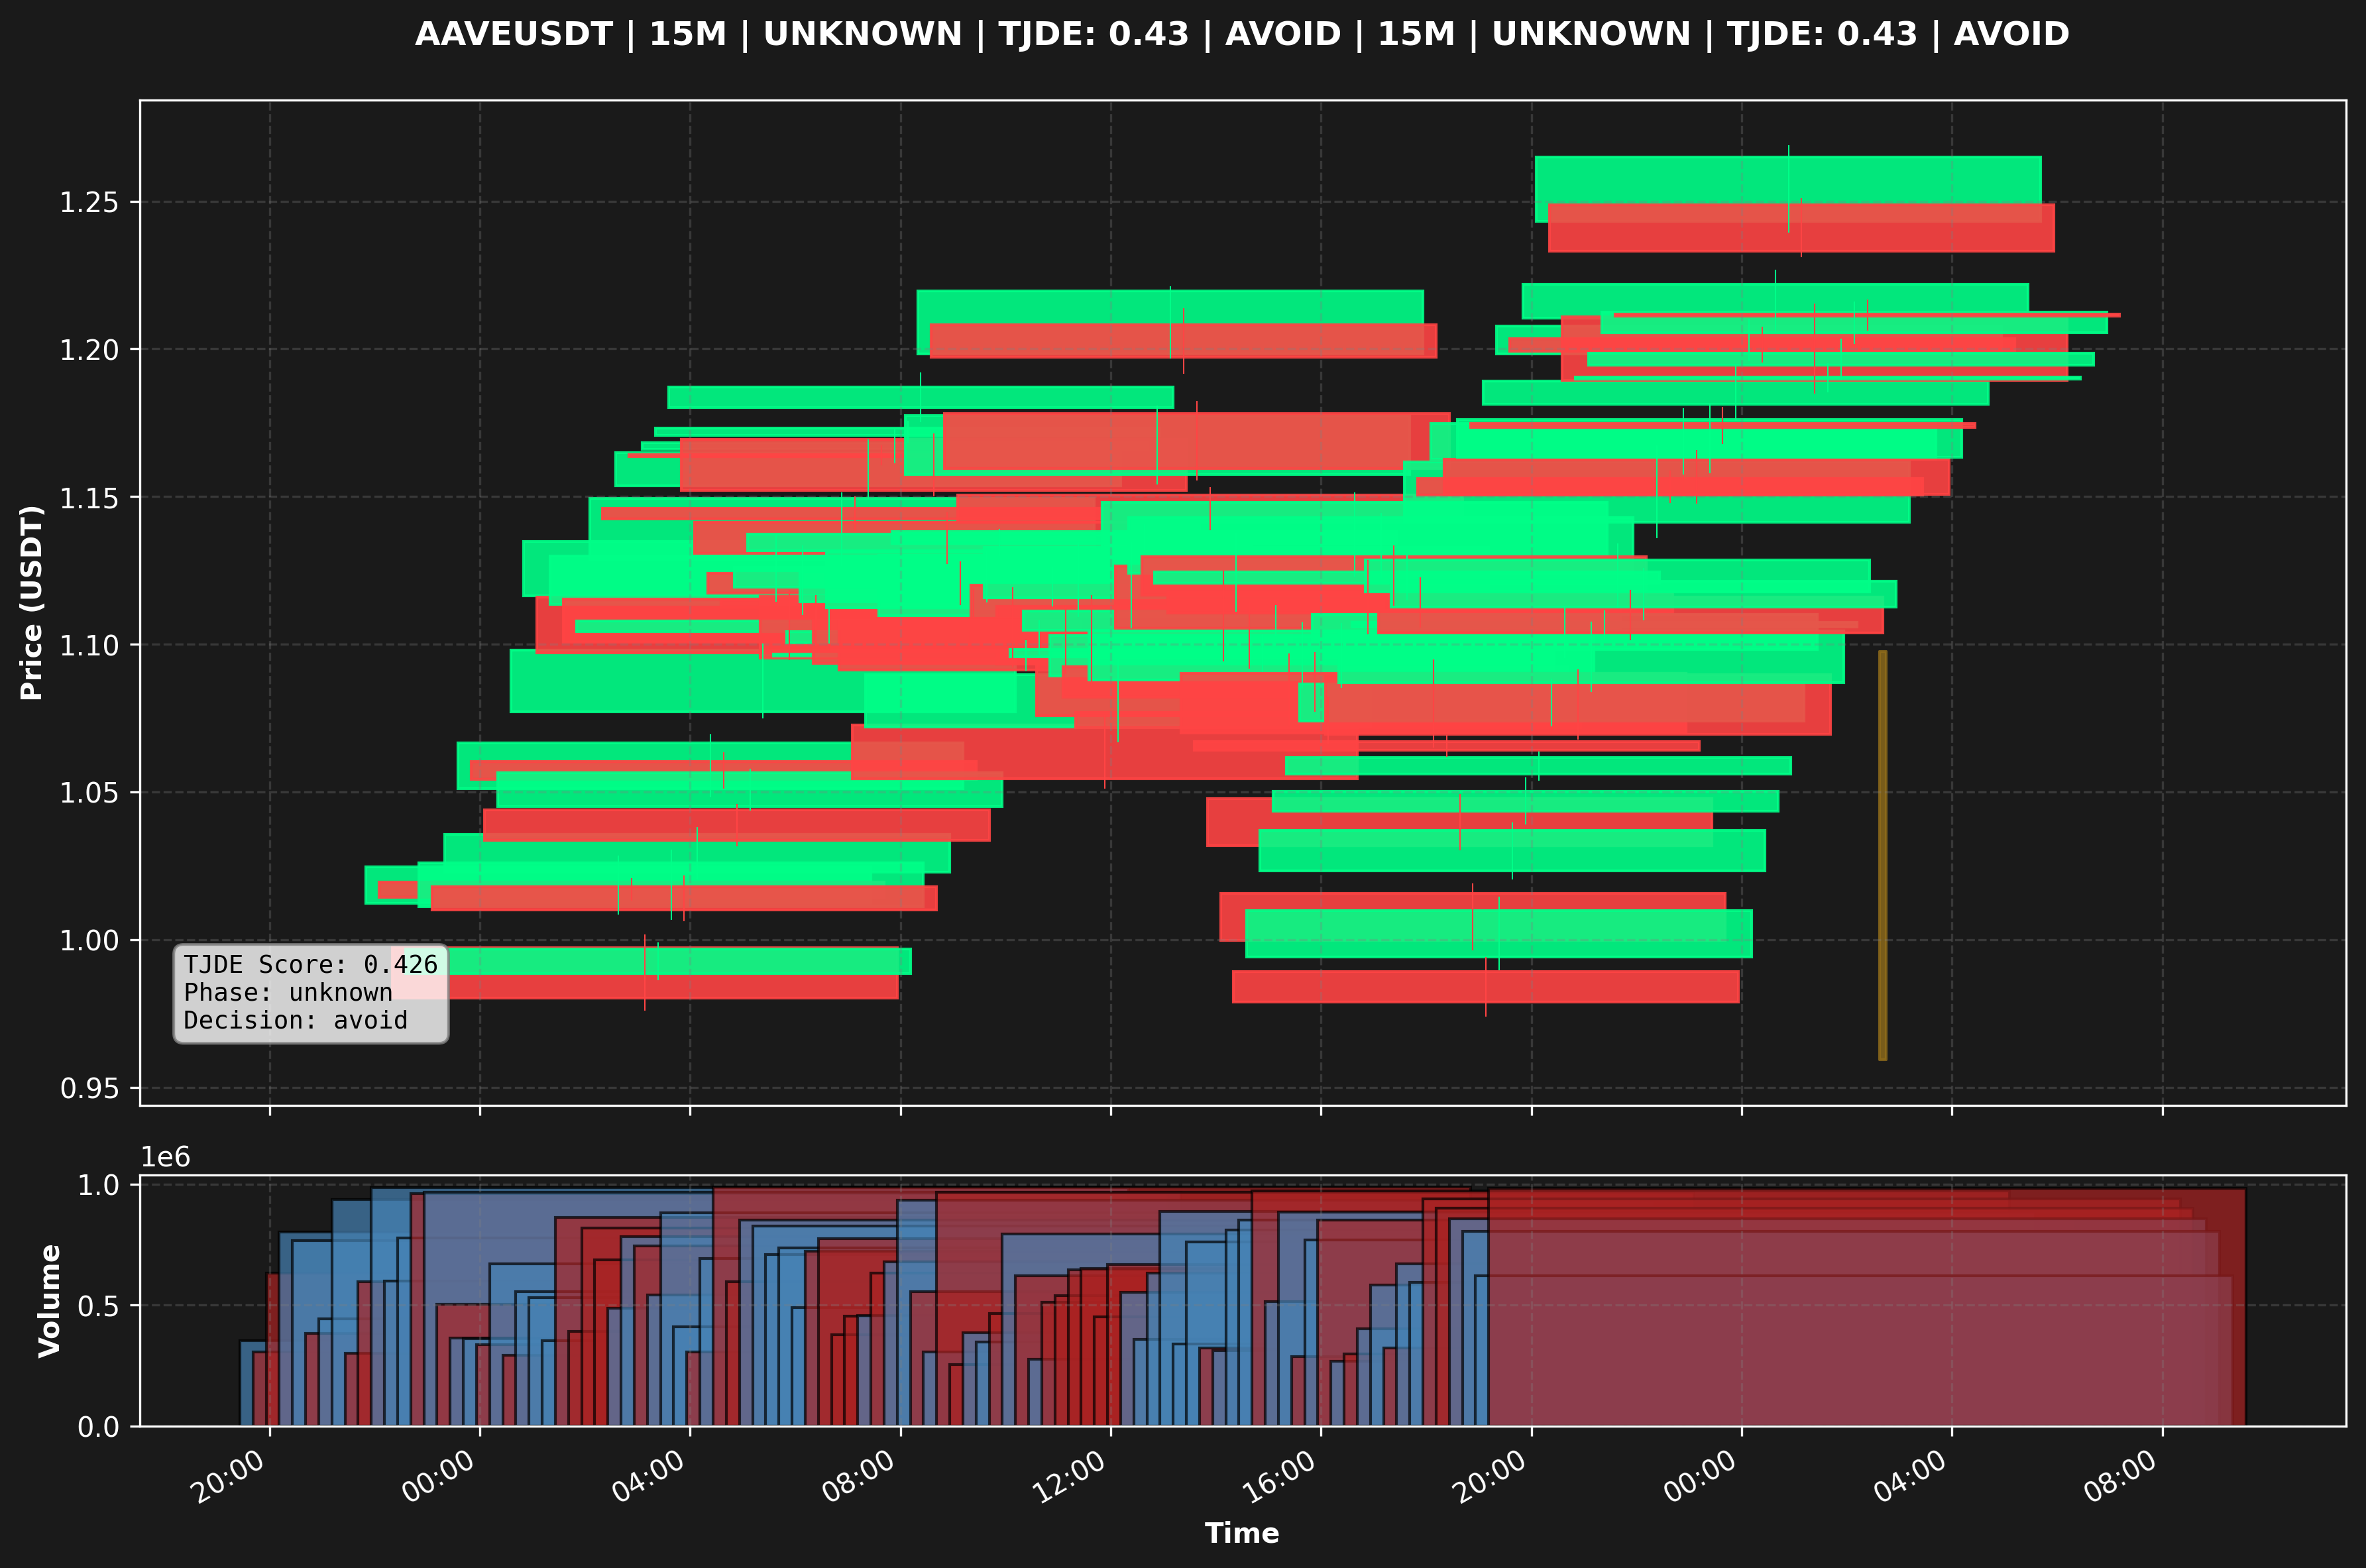 AAVEUSDT | 15M | UNKNOWN | TJDE: 0.43 | AVOID | 15M | UNKNOWN | TJDE: 0.43 | AVOID
Price (USDT)
1.25
1.20
1.15
1.10
1.05
1.00
0.95
TJDE Score: 0.426
Phase: unknown
Decision: avoid
1e6
Volume
1.0
0.5
0.0
20:00
00:00
04:00
08:00
12:00
16:00
20:00
00:00
04:00
08:00
Time